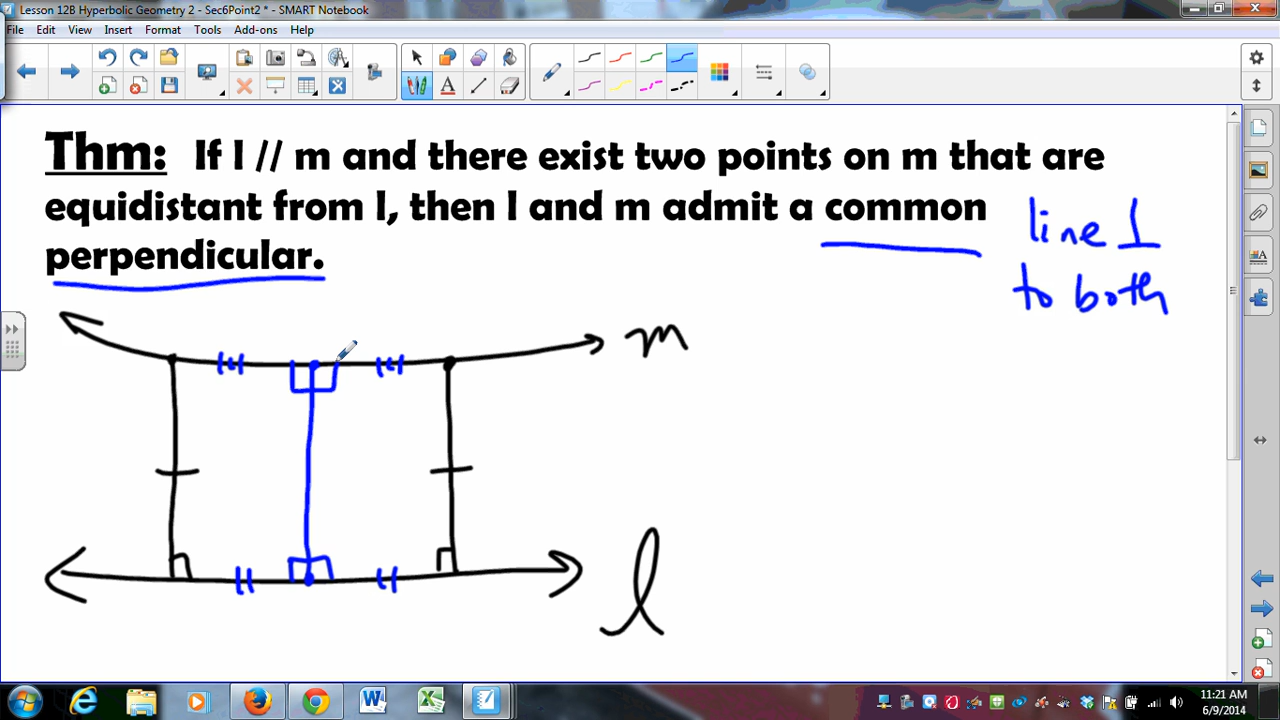 Lesson 12B Hyperbolic Geometry 2 - Sec6Point2 * - SMART Notebook
File Edit View Insert Format Tools Add-ons Help
Thm: If l // m and there exist two points on m that are
equidistant from l, then l and m admit a common
perpendicular.
line ⊥
to both
m
l
11:21 AM
6/9/2014